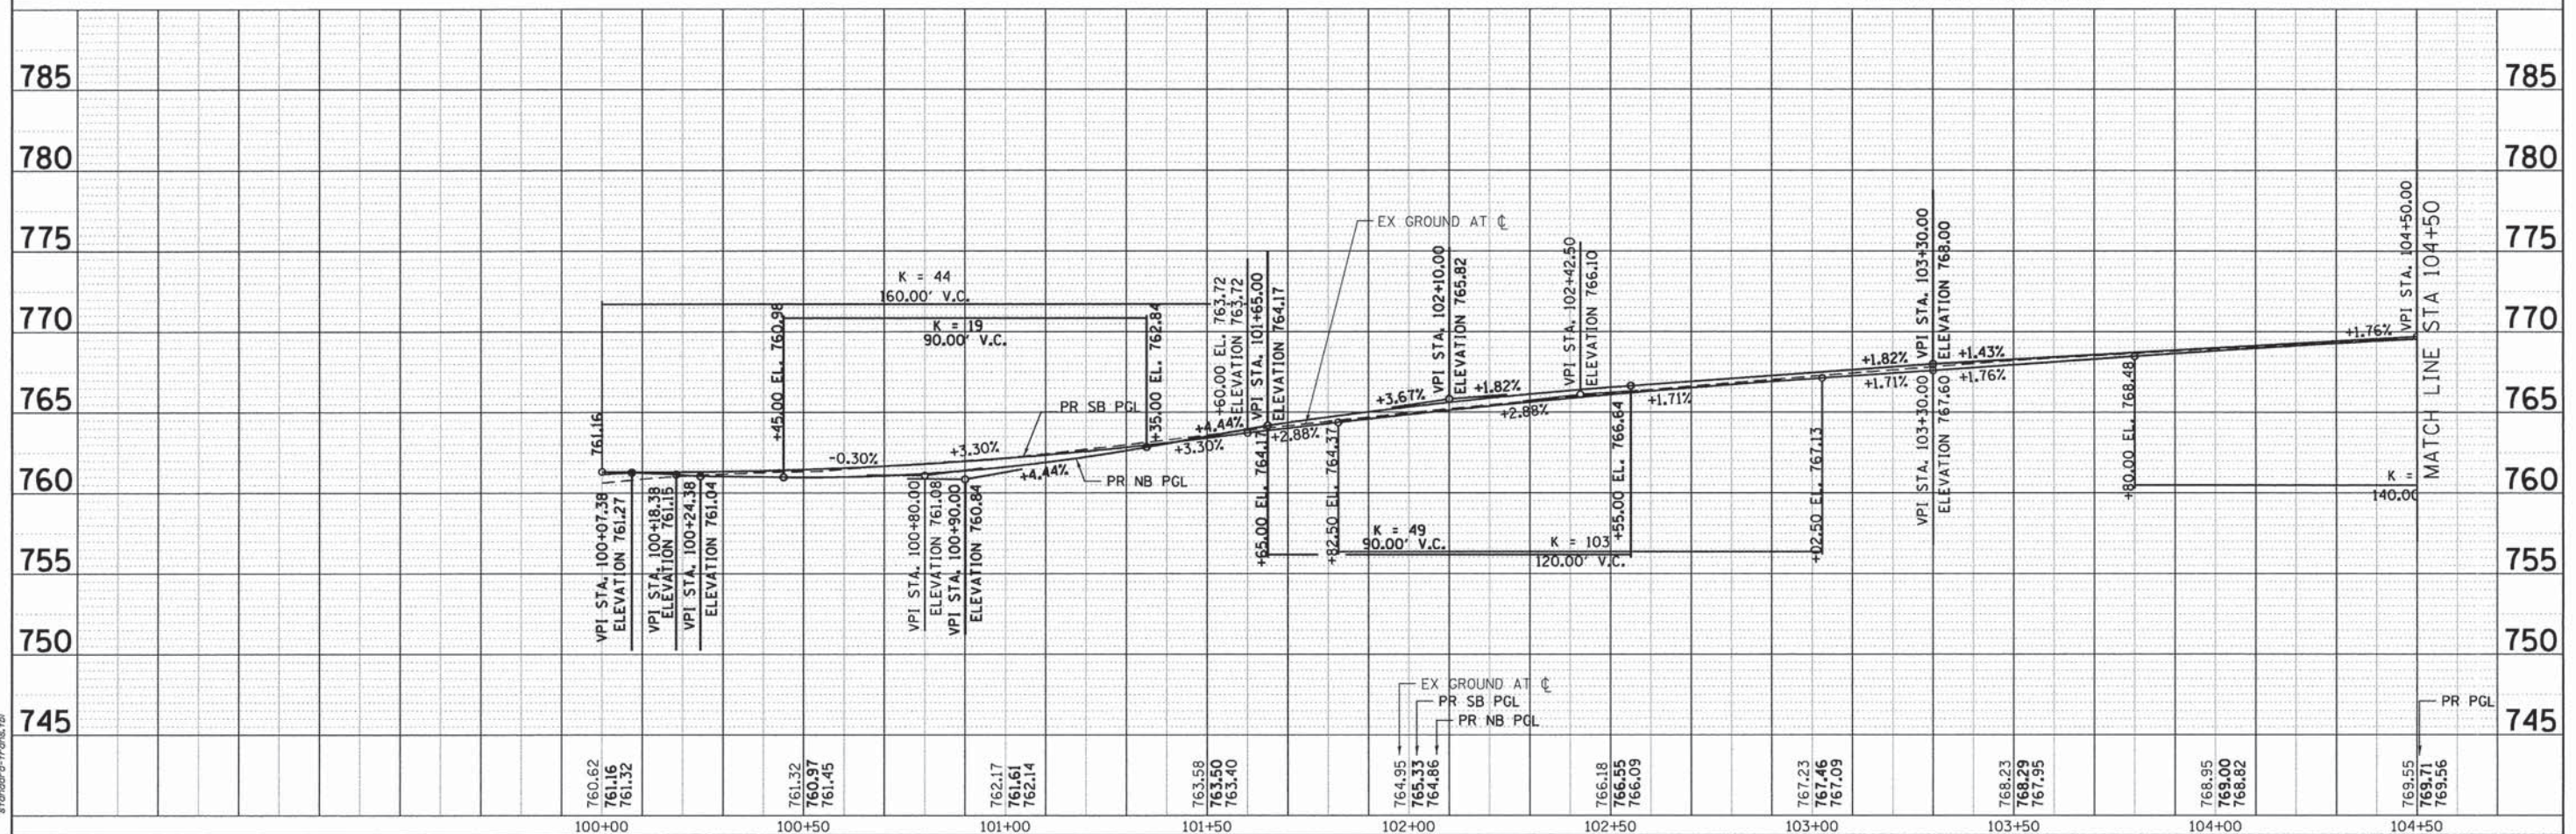 785
785
780
780
775
775
770
770
765
765
760
760
755
755
750
750
745
745
K = 44
160.00' V.C.
K = 19
90.00' V.C.
761.16
+45.00 EL. 760.98
+35.00 EL. 762.84
-0.30%
+3.30%
PR SB PGL
+4.44%
PR NB PGL
VPI STA. 100+07.38
ELEVATION 761.27
VPI STA. 100+18.38
ELEVATION 761.15
VPI STA. 100+24.38
ELEVATION 761.04
VPI STA. 100+80.00
ELEVATION 761.08
VPI STA. 100+90.00
ELEVATION 760.84
+60.00 EL. 763.72
ELEVATION 763.72
VPI STA. 101+65.00
ELEVATION 764.17
+4.44%
+3.30%
+2.88%
EX GROUND AT ℄
+65.00 EL. 764.17
+82.50 EL. 764.37
+3.67%
VPI STA. 102+10.00
ELEVATION 765.82
+1.82%
+2.88%
VPI STA. 102+42.50
ELEVATION 766.10
+55.00 EL. 766.64
+1.71%
K = 49
90.00' V.C.
K = 103
120.00' V.C.
+02.50 EL. 767.13
+1.82%
+1.71%
VPI STA. 103+30.00
ELEVATION 768.00
VPI STA. 103+30.00
ELEVATION 767.60
+1.43%
+1.76%
+80.00 EL. 768.48
+1.76%
VPI STA. 104+50.00
MATCH LINE STA 104+50
K =
140.00
EX GROUND AT ℄
PR SB PGL
PR NB PGL
PR PGL
760.62
761.16
761.32
761.32
760.97
761.45
762.17
761.61
762.14
763.58
763.50
763.40
764.95
765.33
764.86
766.18
766.55
766.09
767.23
767.46
767.09
768.23
768.29
767.95
768.95
769.00
768.82
769.55
769.71
769.56
100+00
100+50
101+00
101+50
102+00
102+50
103+00
103+50
104+00
104+50